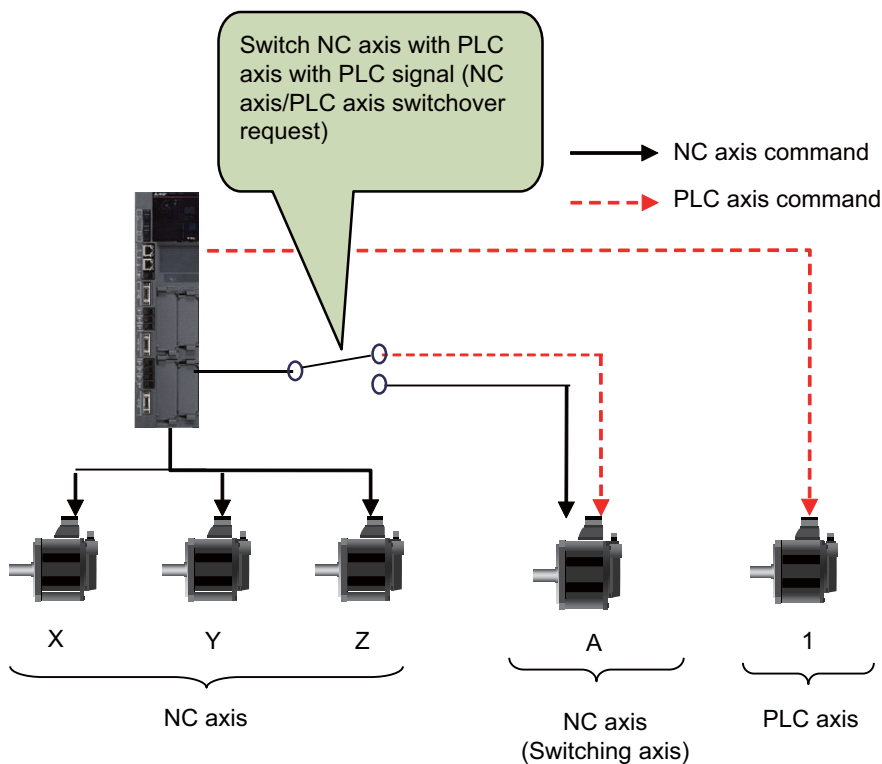 Switch NC axis with PLC
axis with PLC signal (NC
axis/PLC axis switchover
request)
NC axis command
PLC axis command
X
Y
Z
A
1
NC axis
NC axis
(Switching axis)
PLC axis